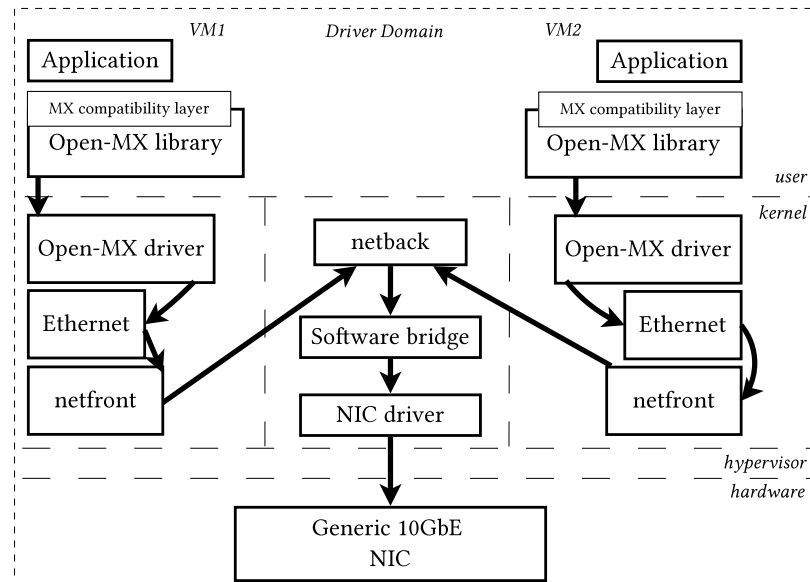 VM1
Driver Domain
VM2
Application
Application
MX compatibility layer
MX compatibility layer
Open-MX library
Open-MX library
user
kernel
Open-MX driver
netback
Open-MX driver
Ethernet
Software bridge
Ethernet
netfront
NIC driver
netfront
hypervisor
hardware
Generic 10GbE
NIC